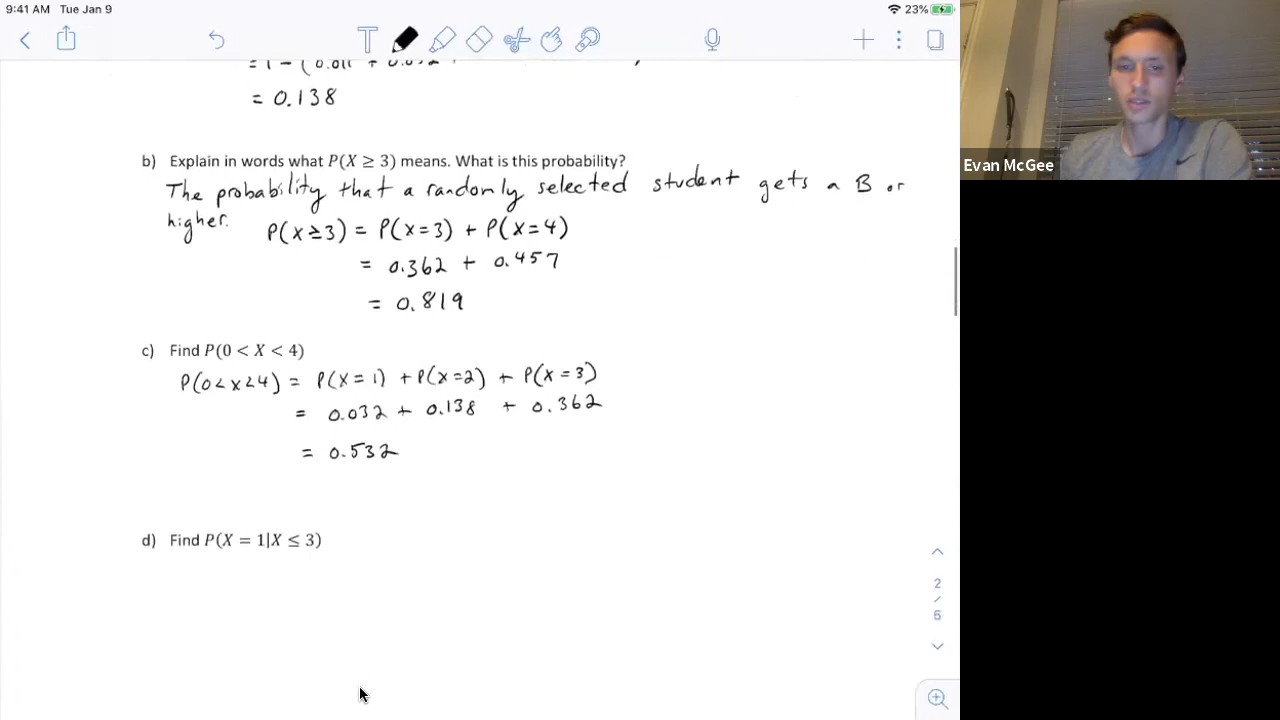 9:41 AM Tue Jan 9
23%
= 0.138
b) Explain in words what P(X ≥ 3) means. What is this probability?
The probability that a randomly selected student gets a B or
higher.
P(X≥3) = P(X=3) + P(X=4)
= 0.362 + 0.457
= 0.819
c) Find P(0 < X < 4)
P(0<X<4) = P(X=1) + P(X=2) + P(X=3)
= 0.032 + 0.138 + 0.362
= 0.532
d) Find P(X = 1|X ≤ 3)
2
/
5
Evan McGee